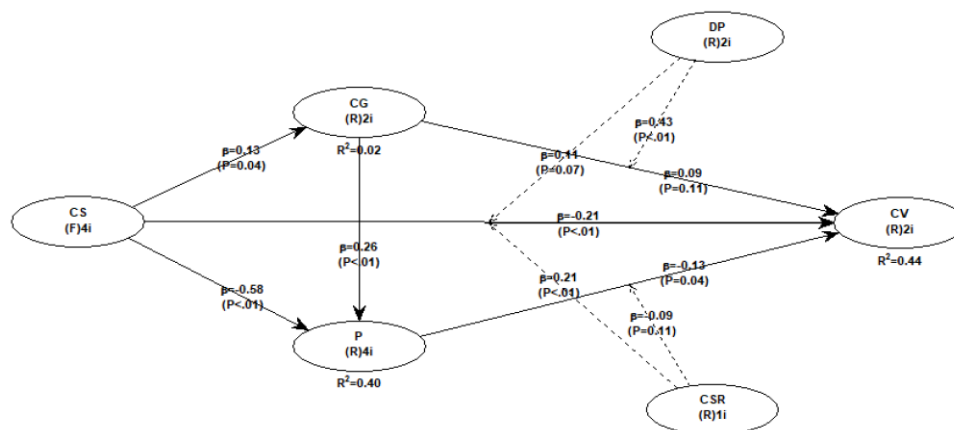 DP
(R)2i
CG
(R)2i
R²=0.02
β=0.43
(P<.01)
β=0.13
(P=0.04)
β=0.11
(P=0.07)
β=0.09
(P=0.11)
CS
(F)4i
β=-0.21
(P<.01)
CV
(R)2i
R²=0.44
β=0.26
(P<.01)
β=-0.58
(P<.01)
β=0.21
(P<.01)
β=-0.13
(P=0.04)
P
(R)4i
R²=0.40
β=-0.09
(P=0.11)
CSR
(R)1i